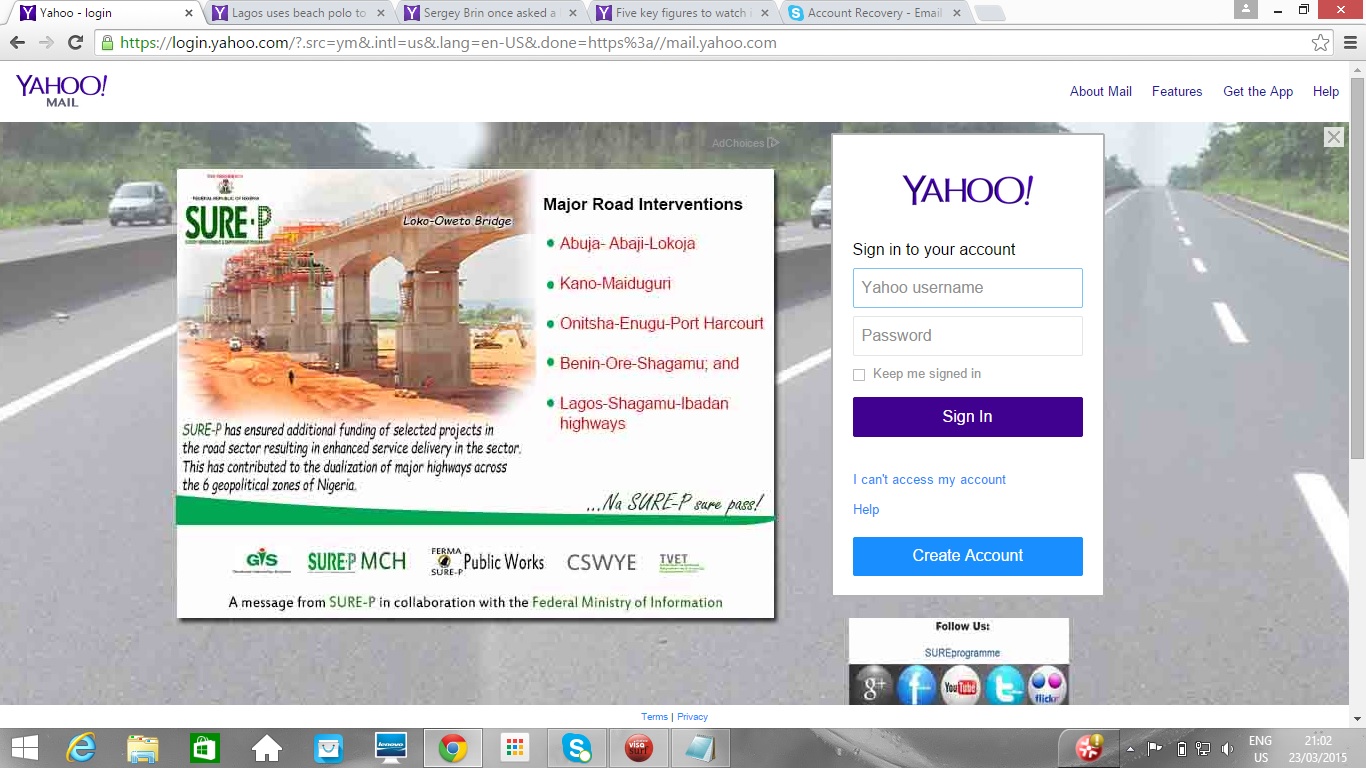 Yahoo - login
Lagos uses beach polo to
Sergey Brin once asked a
Five key figures to watch
Account Recovery - Email
https://login.yahoo.com/?.src=ym&.intl=us&.lang=en-US&.done=https%3a//mail.yahoo.com
YAHOO!
MAIL
About Mail
Features
Get the App
Help
AdChoices
FEDERAL REPUBLIC OF NIGERIA
SURE-P
Loko-Oweto Bridge
Major Road Interventions
Abuja- Abaji-Lokoja
Kano-Maiduguri
Onitsha-Enugu-Port Harcourt
Benin-Ore-Shagamu; and
Lagos-Shagamu-Ibadan
highways
SURE-P has ensured additional funding of selected projects in
the road sector resulting in enhanced service delivery in the sector.
This has contributed to the dualization of major highways across
the 6 geopolitical zones of Nigeria.
...Na SURE-P sure pass!
GIS
SURE-P MCH
FERMA
SURE-P
Public Works
CSWYE
TVET
A message from SURE-P in collaboration with the Federal Ministry of Information
YAHOO!
Sign in to your account
Yahoo username
Password
Keep me signed in
Sign In
I can't access my account
Help
Create Account
Follow Us:
SUREprogramme
g+
f
You Tube
t
flickr
Terms | Privacy
lenovo
ENG
US
21:02
23/03/2015